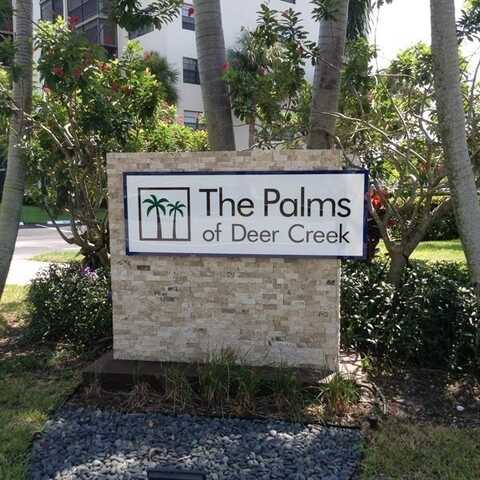 The Palms
of Deer Creek